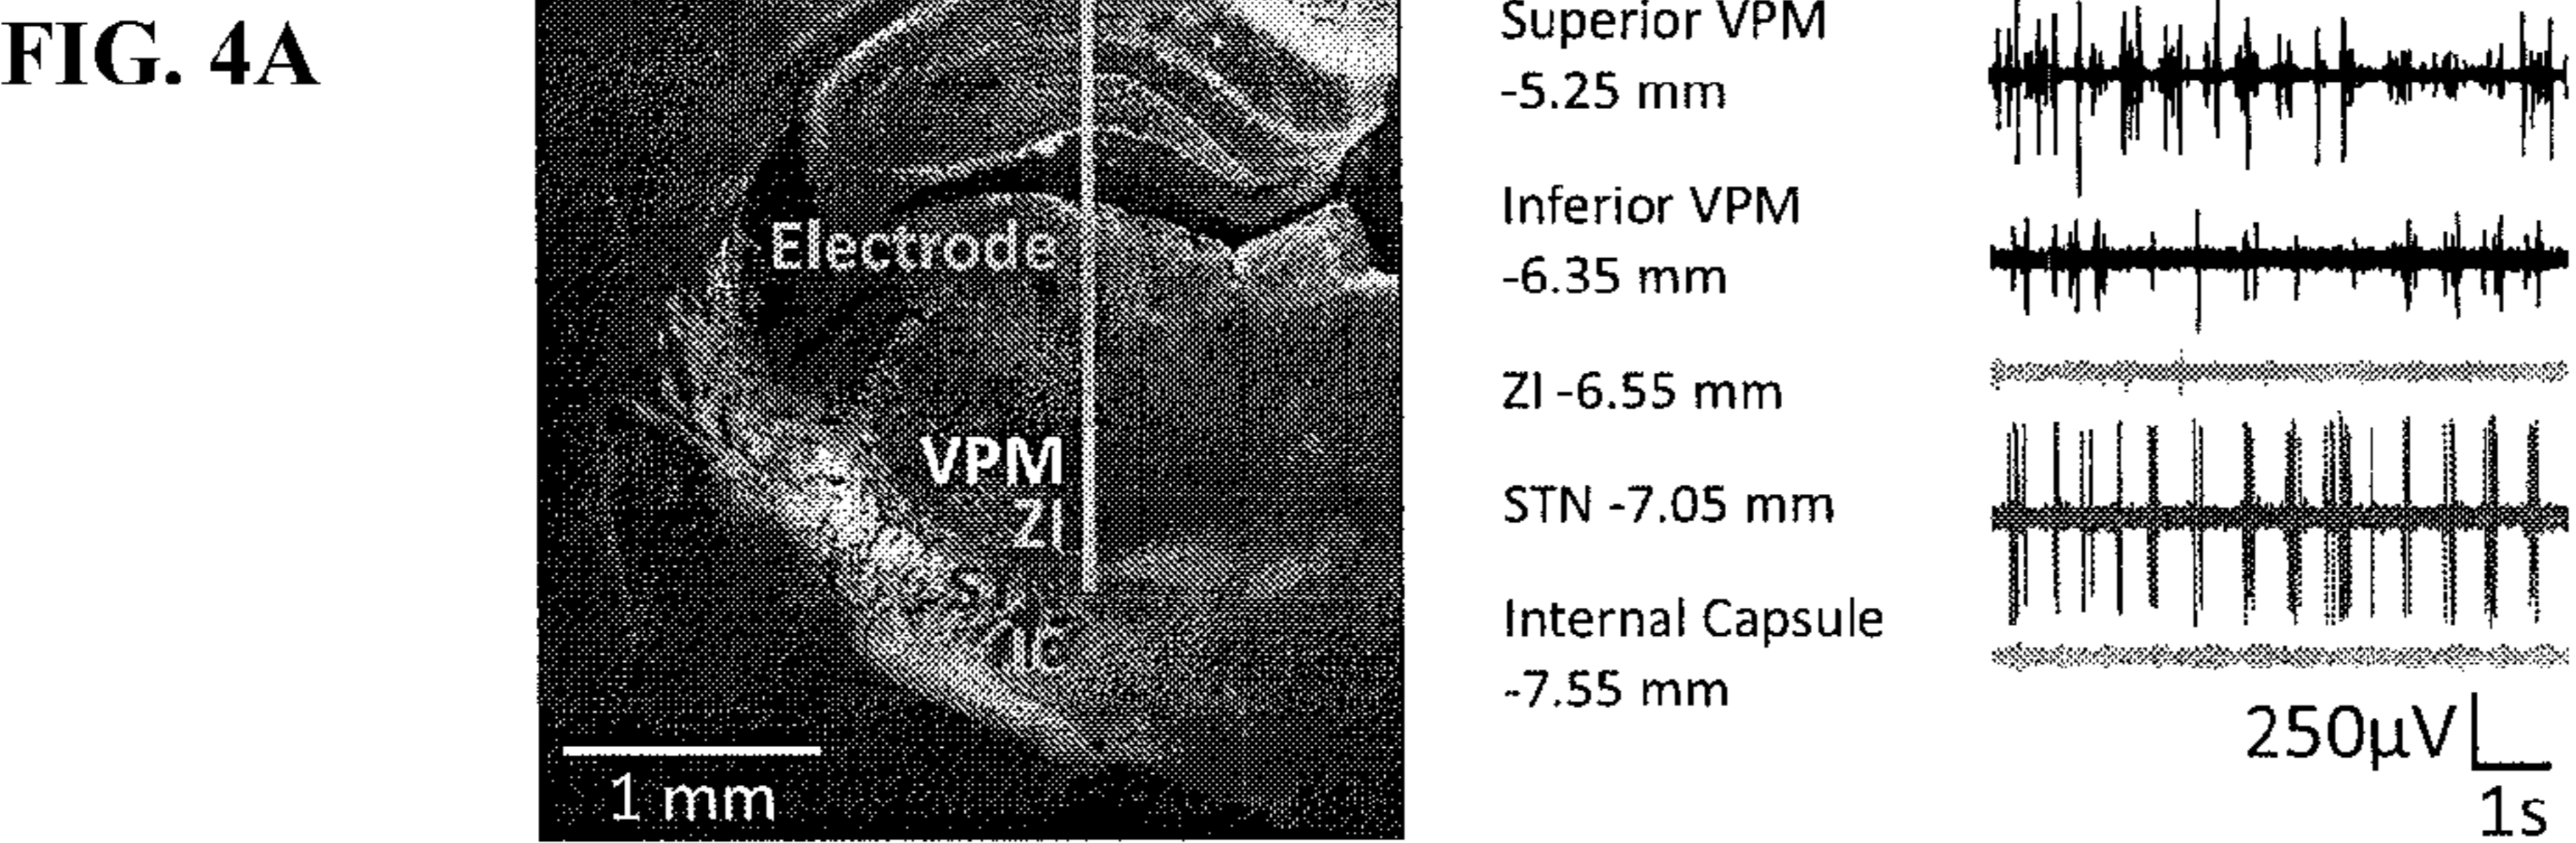 FIG. 4A
Electrode
VPM
ZI
1 mm
Superior VPM
-5.25 mm
Inferior VPM
-6.35 mm
ZI -6.55 mm
STN -7.05 mm
Internal Capsule
-7.55 mm
250µV
1s